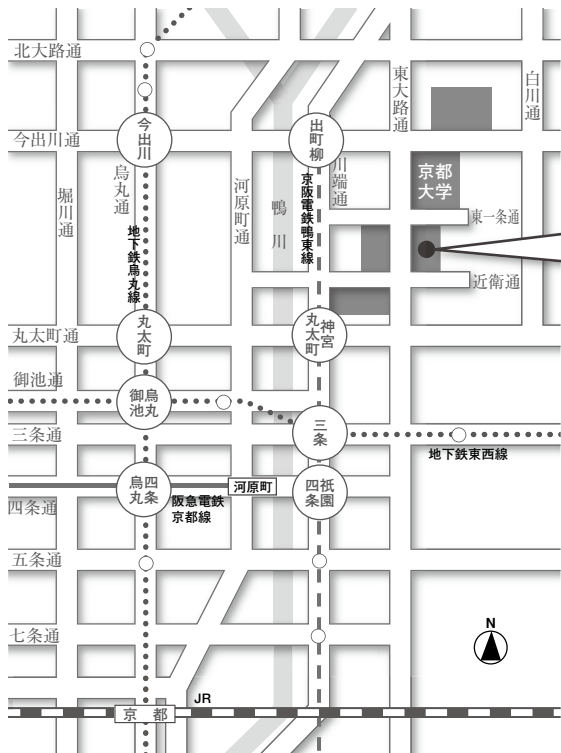 北大路通
東大路通
白川通
今出川通
今出川
出町柳
京都
大学
堀川通
烏丸通
地下鉄烏丸線
河原町通
鴨川
京阪電鉄鴨東線
川端通
東一条通
近衛通
丸太町通
丸太町
神宮
丸太町
御池通
烏丸
御池
三条通
三条
地下鉄東西線
四条
烏丸
河原町
祇園
四条
四条通
阪急電鉄
京都線
五条通
七条通
N
JR
京都